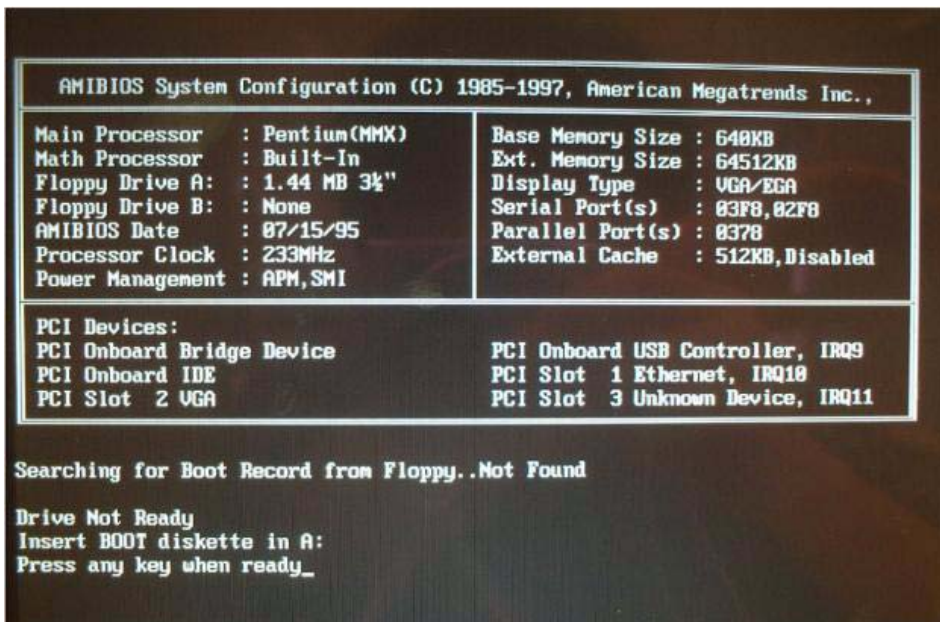 AMIBIOS System Configuration (C) 1985-1997, American Megatrends Inc.,
Main Processor : Pentium(MMX)
Math Processor : Built-In
Floppy Drive A: : 1.44 MB 3½"
Floppy Drive B: : None
AMIBIOS Date : 07/15/95
Processor Clock : 233MHz
Power Management : APM,SMI
Base Memory Size : 640KB
Ext. Memory Size : 64512KB
Display Type : VGA/EGA
Serial Port(s) : 03F8,02F8
Parallel Port(s) : 0378
External Cache : 512KB,Disabled
PCI Devices:
PCI Onboard Bridge Device
PCI Onboard IDE
PCI Slot 2 VGA
PCI Onboard USB Controller, IRQ9
PCI Slot 1 Ethernet, IRQ10
PCI Slot 3 Unknown Device, IRQ11
Searching for Boot Record from Floppy..Not Found
Drive Not Ready
Insert BOOT diskette in A:
Press any key when ready_